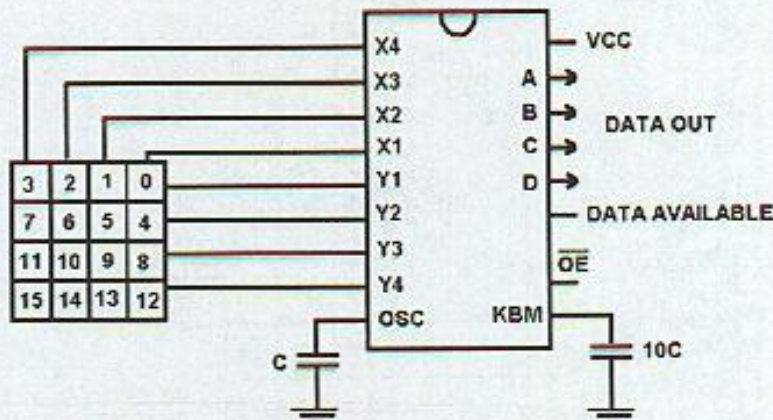 X4
X3
X2
X1
Y1
Y2
Y3
Y4
OSC
VCC
A
B
C
D
DATA OUT
DATA AVAILABLE
OE
KBM
3 2 1 0
7 6 5 4
11 10 9 8
15 14 13 12
C
10C